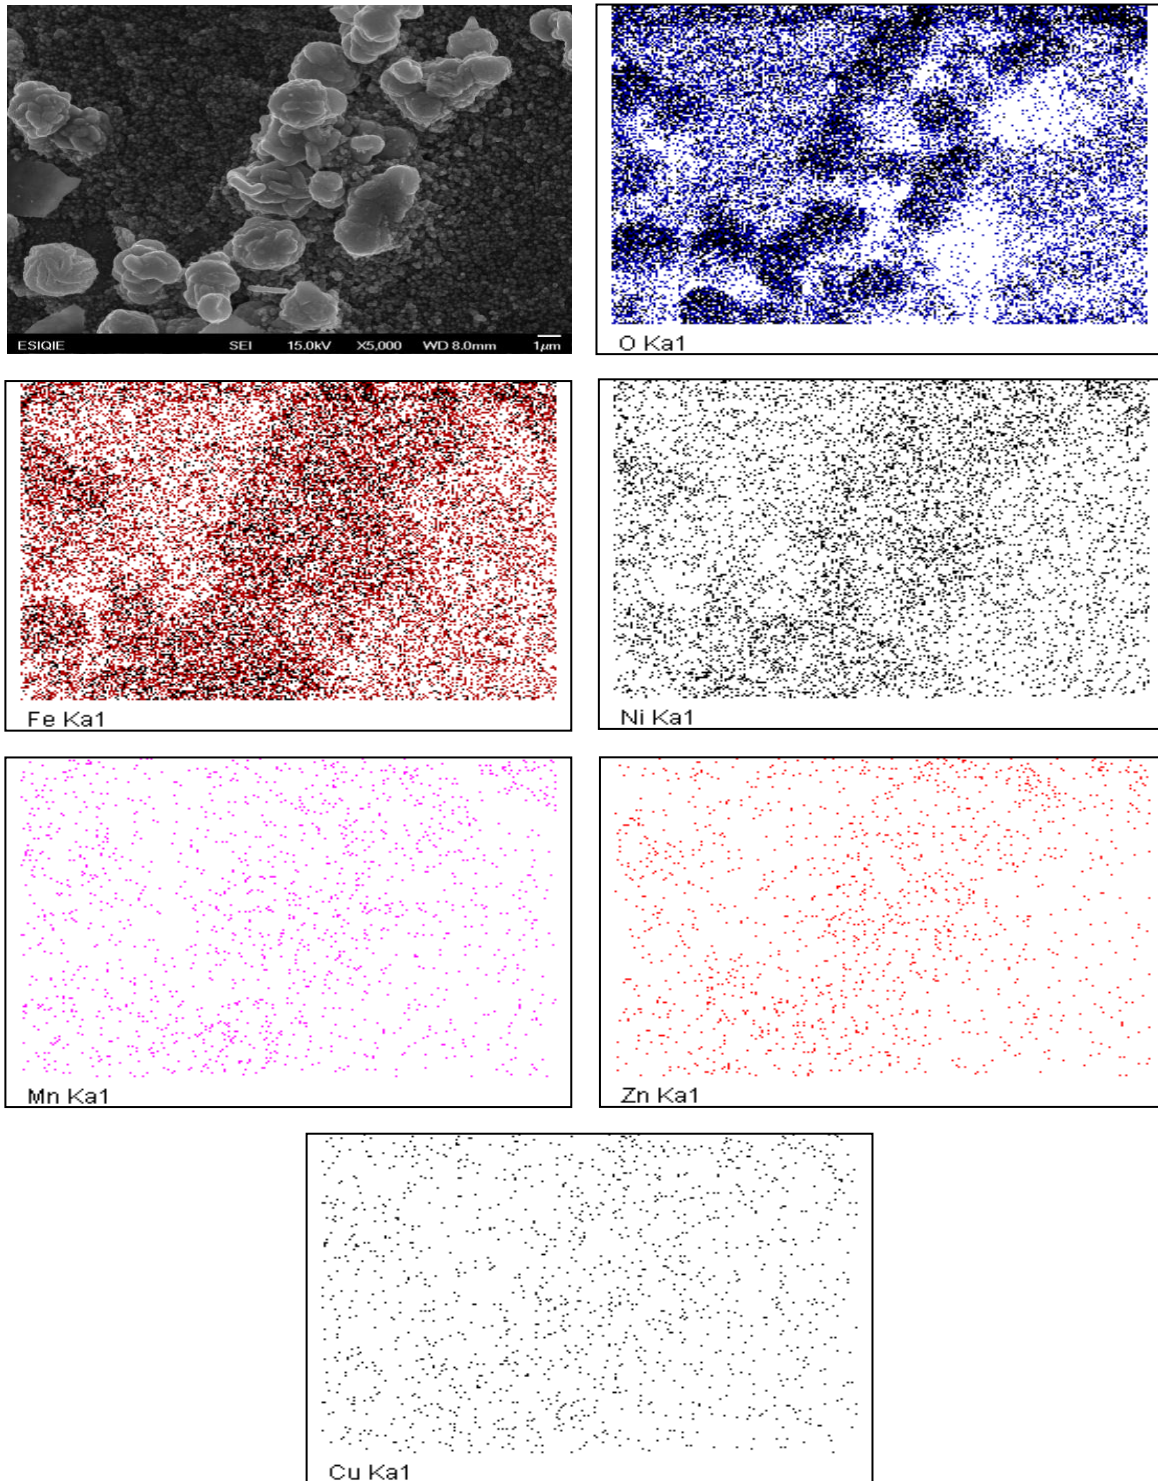 ESIQIE SEI 15.0kV X5,000 WD 8.0mm 1µm
O Ka1
Fe Ka1
Ni Ka1
Mn Ka1
Zn Ka1
Cu Ka1